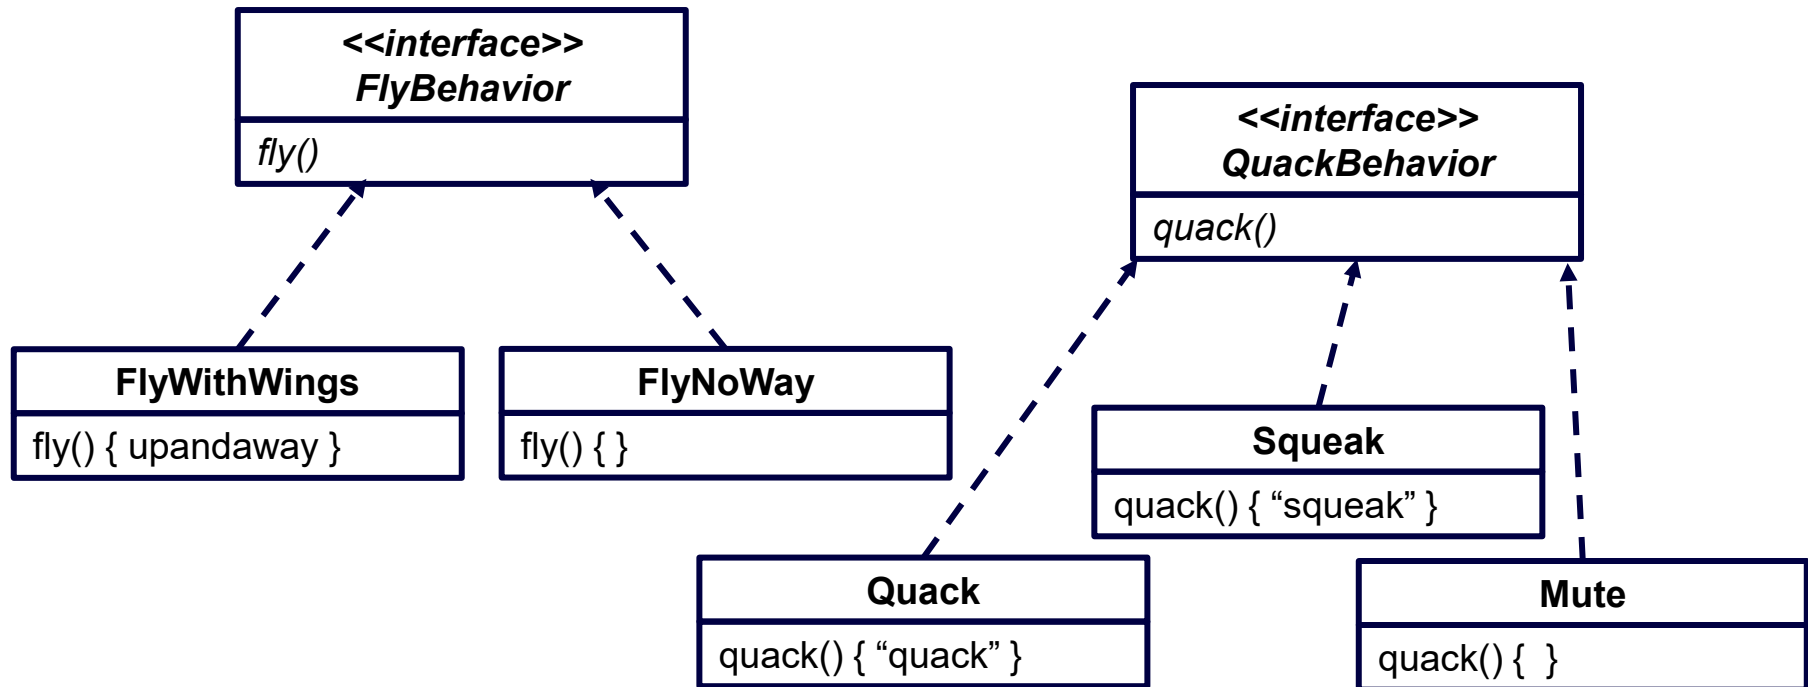 <<interface>>
FlyBehavior
fly()
<<interface>>
QuackBehavior
quack()
FlyWithWings
fly() { upandaway }
FlyNoWay
fly() { }
Squeak
quack() { “squeak” }
Quack
quack() { “quack” }
Mute
quack() {  }